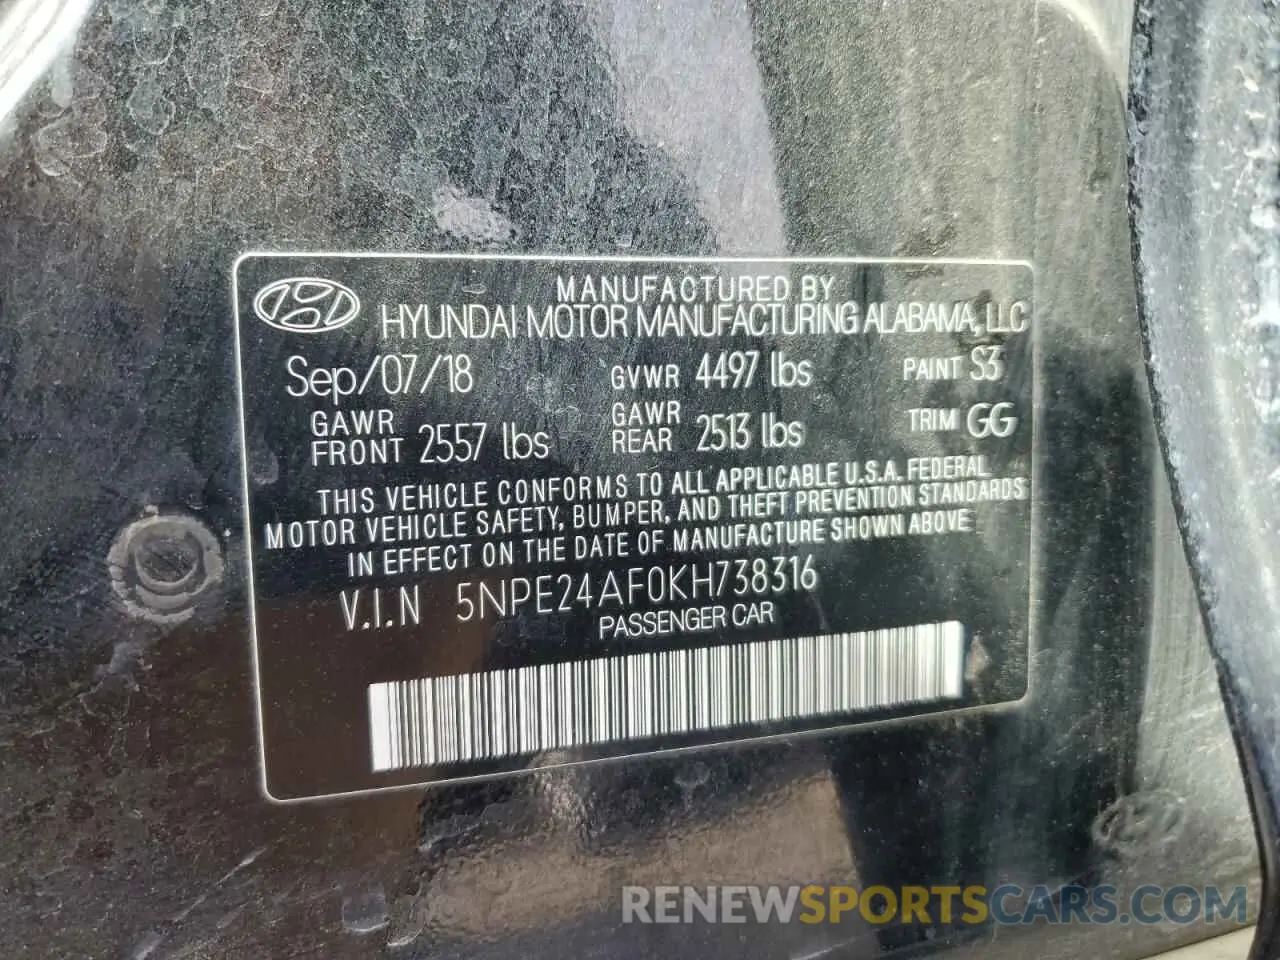 MANUFACTURED BY
HYUNDAI MOTOR MANUFACTURING ALABAMA, LLC
Sep/07/18 GVWR 4497 lbs PAINT S3
GAWR FRONT 2557 lbs GAWR REAR 2513 lbs TRIM GG
THIS VEHICLE CONFORMS TO ALL APPLICABLE U.S.A. FEDERAL
MOTOR VEHICLE SAFETY, BUMPER, AND THEFT PREVENTION STANDARDS
IN EFFECT ON THE DATE OF MANUFACTURE SHOWN ABOVE
V.I.N 5NPE24AF0KH738316
PASSENGER CAR
RENEWSPORTSCARS.COM